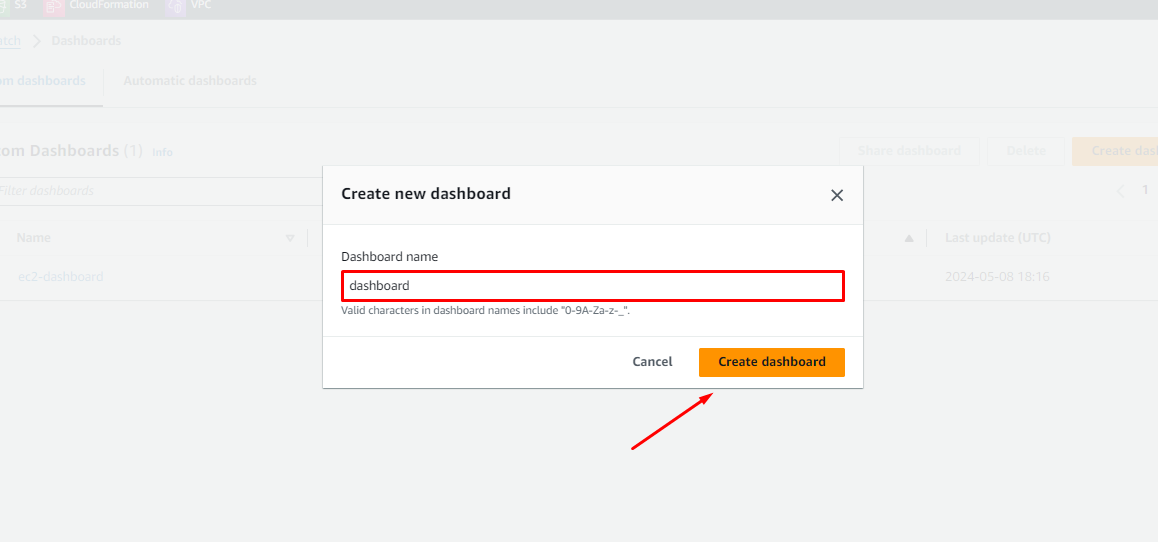 S3 CloudFormation VPC
atch Dashboards
om dashboards Automatic dashboards
tom Dashboards (1) Info Share dashboard Delete Create dash
Filter dashboards 1
Create new dashboard
Name Last update (UTC)
Dashboard name
ec2-dashboard 2024-05-08 18:16
dashboard
Valid characters in dashboard names include "0-9A-Za-z-_".
Cancel Create dashboard